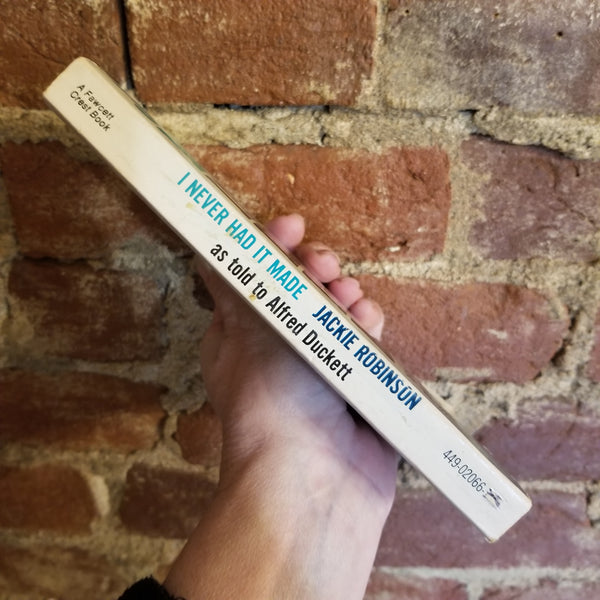 A Fawcett
Crest Book
I NEVER HAD IT MADE JACKIE ROBINSON
as told to Alfred Duckett
449-02066-